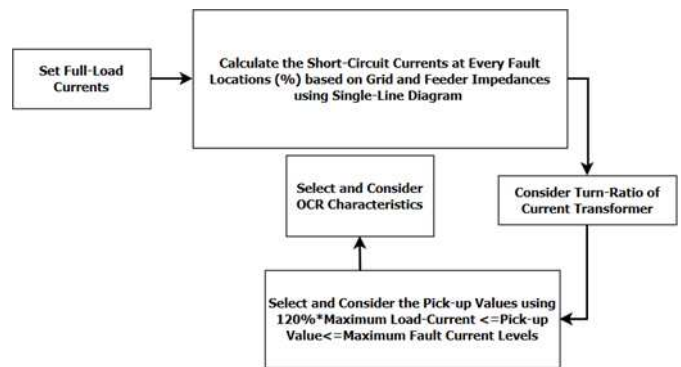 Set Full-Load
Currents
Calculate the Short-Circuit Currents at Every Fault
Locations (%) based on Grid and Feeder Impedances
using Single-Line Diagram
Consider Turn-Ratio of
Current Transformer
Select and Consider the Pick-up Values using
120%*Maximum Load-Current <=Pick-up
Value<=Maximum Fault Current Levels
Select and Consider
OCR Characteristics